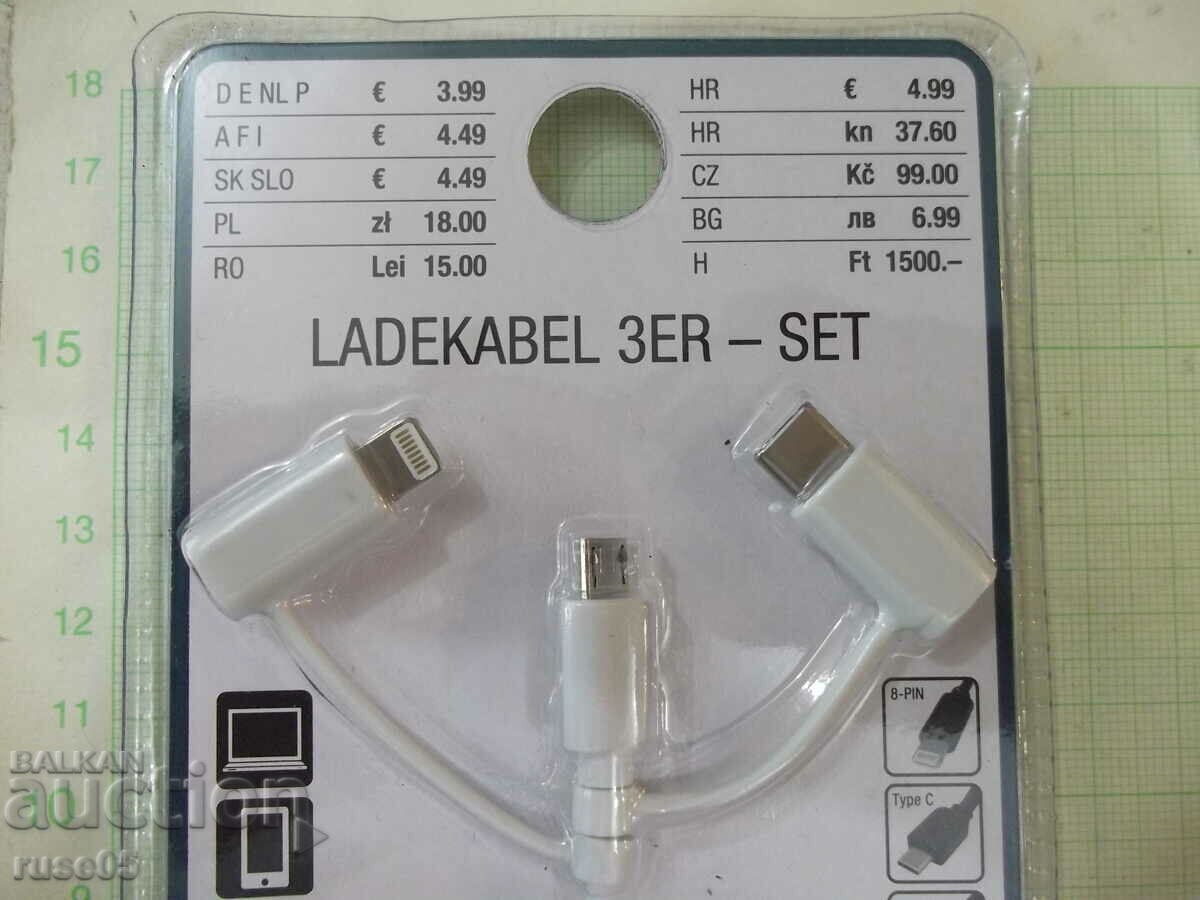 D E NL P € 3.99
A F I € 4.49
SK SLO € 4.49
PL zł 18.00
RO Lei 15.00
HR € 4.99
HR kn 37.60
CZ Kč 99.00
BG лв 6.99
H Ft 1500.–
LADEKABEL 3ER – SET
8-PIN
Type C
18
17
16
15
14
13
12
11
10
9
BALKAN
auction
ruse05